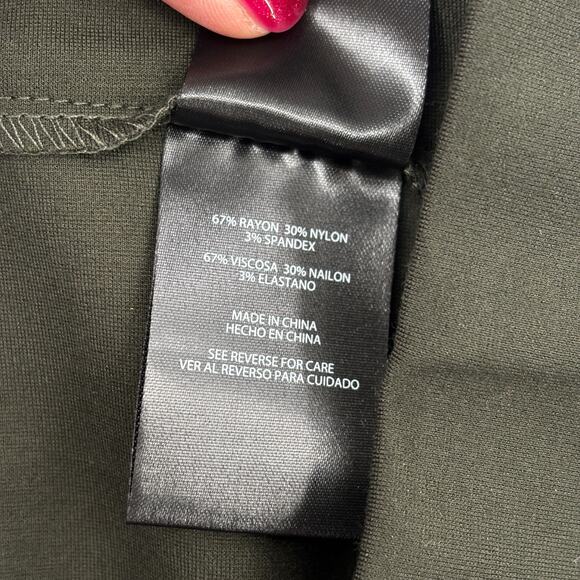 67% RAYON 30% NYLON
3% SPANDEX
67% VISCOSA 30% NAILON
3% ELASTANO
MADE IN CHINA
HECHO EN CHINA
SEE REVERSE FOR CARE
VER AL REVERSO PARA CUIDADO